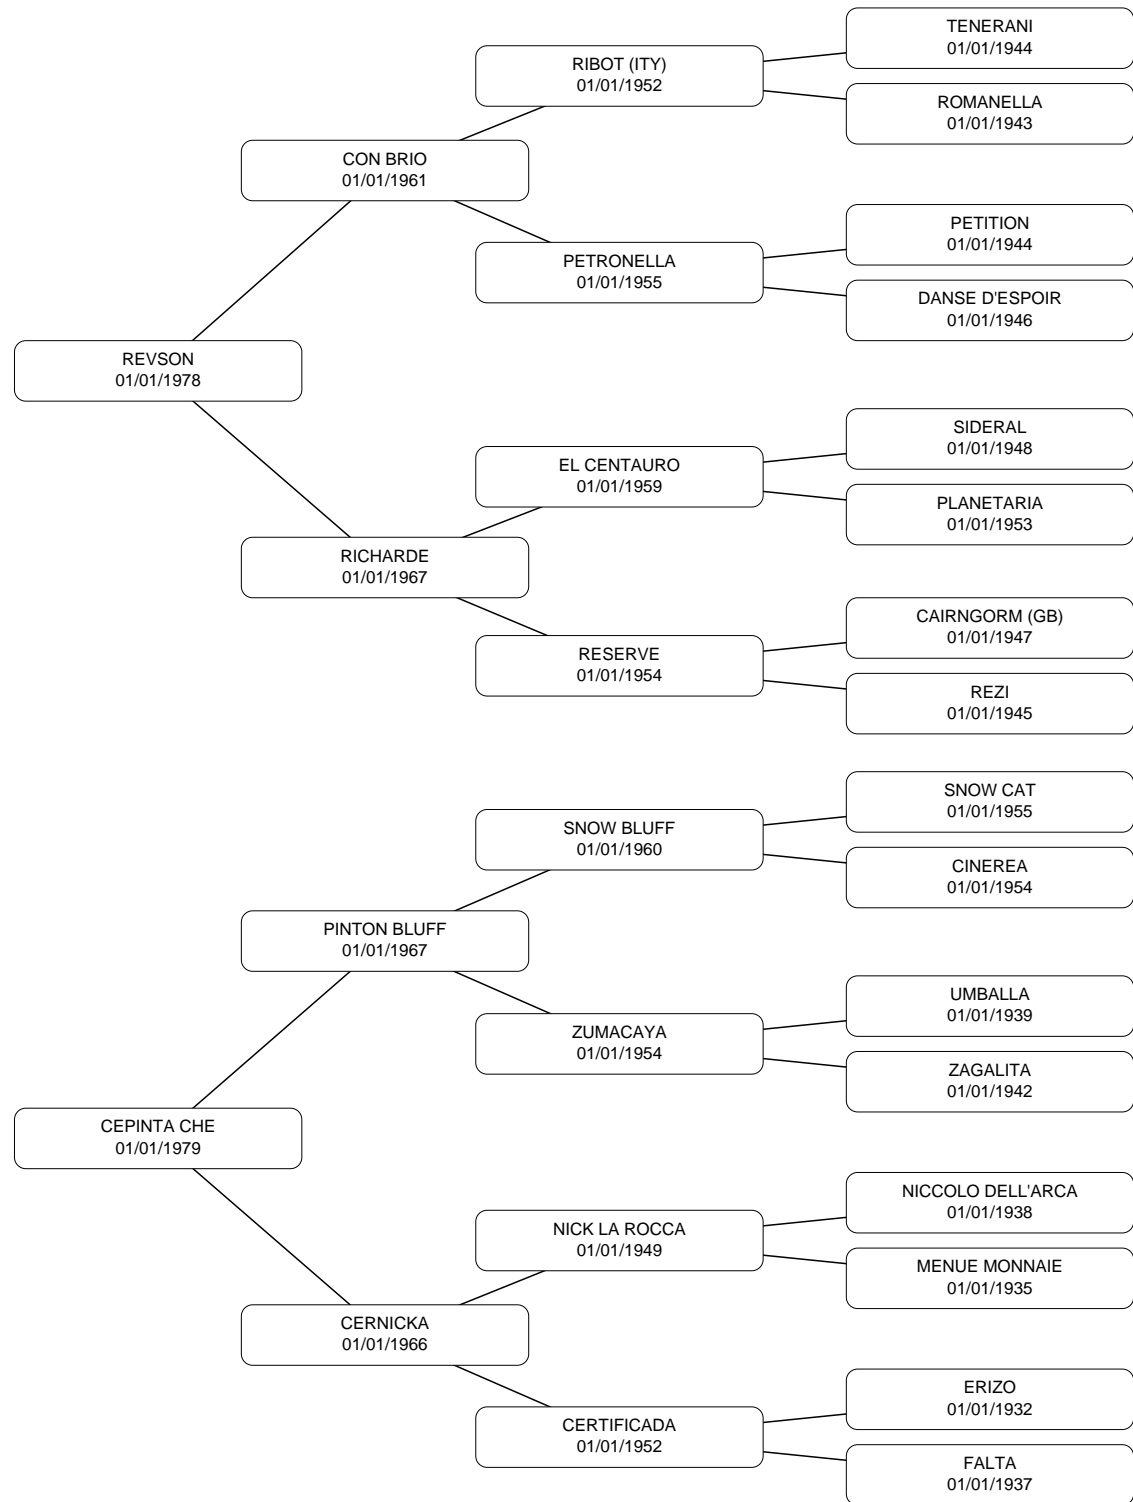 TENERANI
01/01/1944
RIBOT (ITY)
01/01/1952
ROMANELLA
01/01/1943
CON BRIO
01/01/1961
PETITION
01/01/1944
PETRONELLA
01/01/1955
DANSE D'ESPOIR
01/01/1946
REVSON
01/01/1978
SIDERAL
01/01/1948
EL CENTAURO
01/01/1959
PLANETARIA
01/01/1953
RICHARDE
01/01/1967
CAIRNGORM (GB)
01/01/1947
RESERVE
01/01/1954
REZI
01/01/1945
SNOW CAT
01/01/1955
SNOW BLUFF
01/01/1960
CINEREA
01/01/1954
PINTON BLUFF
01/01/1967
UMBALLA
01/01/1939
ZUMACAYA
01/01/1954
ZAGALITA
01/01/1942
CEPINTA CHE
01/01/1979
NICCOLO DELL'ARCA
01/01/1938
NICK LA ROCCA
01/01/1949
MENUE MONNAIE
01/01/1935
CERNICKA
01/01/1966
ERIZO
01/01/1932
CERTIFICADA
01/01/1952
FALTA
01/01/1937